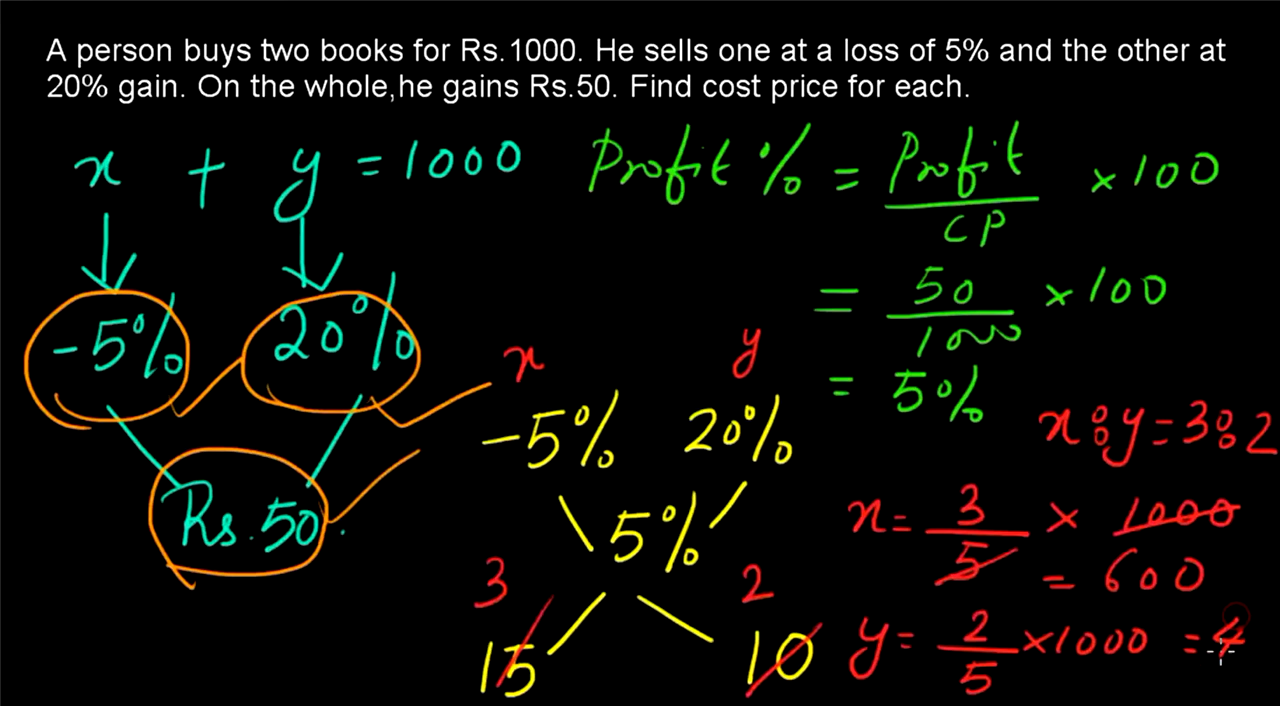 A person buys two books for Rs.1000. He sells one at a loss of 5% and the other at
20% gain. On the whole,he gains Rs.50. Find cost price for each.
x + y = 1000
-5% 20%
Rs. 50.
Profit % = Profit / CP × 100
= 50 / 1000 × 100
= 5%
x y
-5% 20%
5%
3 2
15 10
x : y = 3 : 2
x = 3 / 5 × 1000
= 600
y = 2 / 5 × 1000 = 4